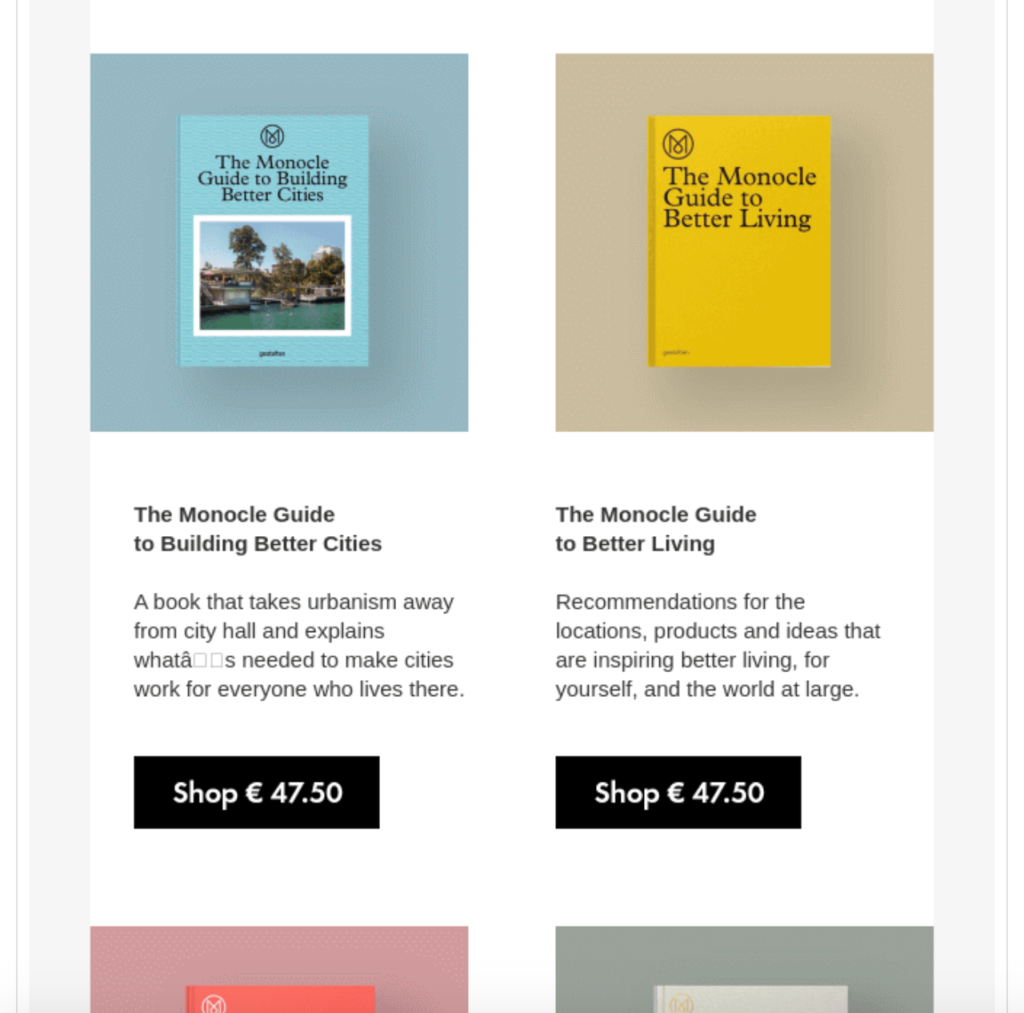 The Monocle
Guide to Building
Better Cities
gestalten
The Monocle
Guide to
Better Living
gestalten
The Monocle Guide
to Building Better Cities
A book that takes urbanism away
from city hall and explains
whatâ□□s needed to make cities
work for everyone who lives there.
Shop € 47.50
The Monocle Guide
to Better Living
Recommendations for the
locations, products and ideas that
are inspiring better living, for
yourself, and the world at large.
Shop € 47.50